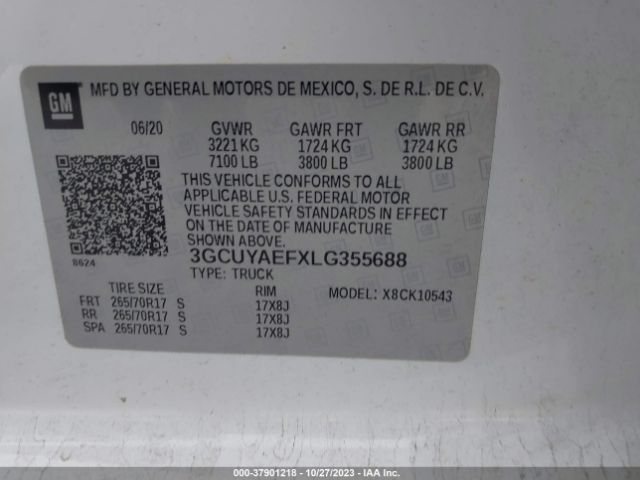 GM
MFD BY GENERAL MOTORS DE MEXICO, S. DE R.L. DE C.V.
06/20 GVWR GAWR FRT GAWR RR
3221 KG 1724 KG 1724 KG
7100 LB 3800 LB 3800 LB
THIS VEHICLE CONFORMS TO ALL
APPLICABLE U.S. FEDERAL MOTOR
VEHICLE SAFETY STANDARDS IN EFFECT
ON THE DATE OF MANUFACTURE
SHOWN ABOVE.
8624 3GCUYAEFXLG355688
TYPE: TRUCK
TIRE SIZE RIM MODEL: X8CK10543
FRT 265/70R17 S 17X8J
RR 265/70R17 S 17X8J
SPA 265/70R17 S 17X8J
000-37901218 - 10/27/2023 - IAA Inc.